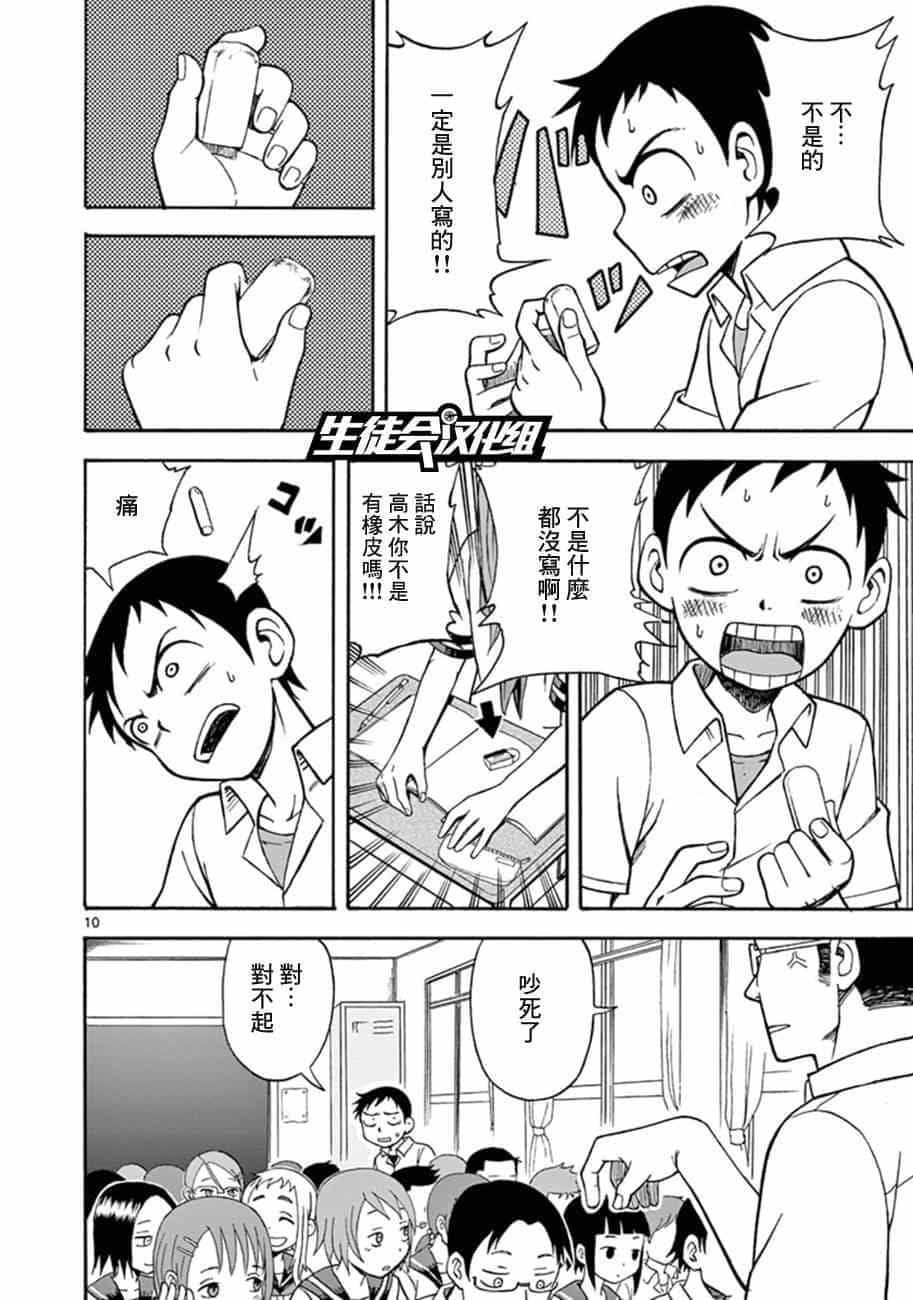 不…
不是的
一定是別人寫的!!
生徒会汉化组
不是什麼
都沒寫啊!!
話說
高木你不是
有橡皮嗎!!!
コッ
痛
10
吵死了
對…
對不起